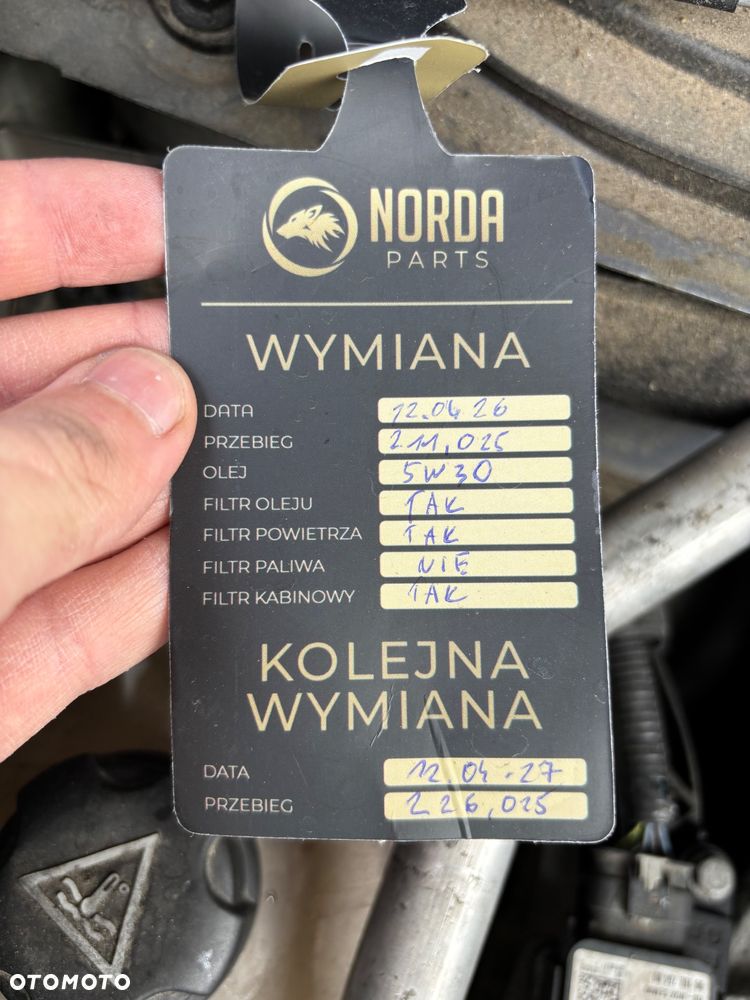 NORDA
PARTS
WYMIANA
DATA 12.04 26
PRZEBIEG 211,025
OLEJ 5W30
FILTR OLEJU TAK
FILTR POWIETRZA TAK
FILTR PALIWA NIE
FILTR KABINOWY TAK
KOLEJNA
WYMIANA
DATA 12.04.27
PRZEBIEG 226,025
OTOMOTO